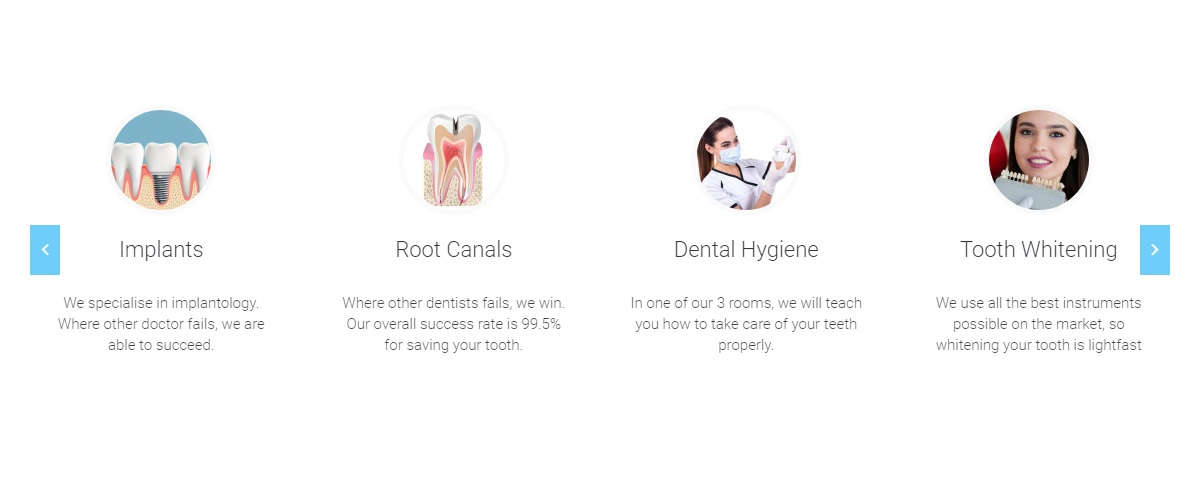 Implants
We specialise in implantology.
Where other doctor fails, we are
able to succeed.
Root Canals
Where other dentists fails, we win.
Our overall success rate is 99.5%
for saving your tooth.
Dental Hygiene
In one of our 3 rooms, we will teach
you how to take care of your teeth
properly.
Tooth Whitening
We use all the best instruments
possible on the market, so
whitening your tooth is lightfast